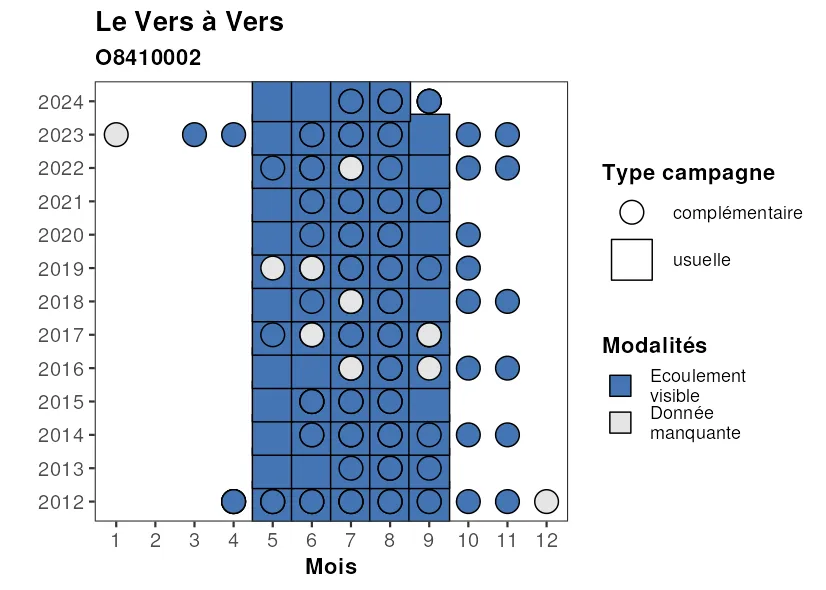 Le Vers à Vers
O8410002
2024
2023
2022
2021
2020
2019
2018
2017
2016
2015
2014
2013
2012
1 2 3 4 5 6 7 8 9 10 11 12
Mois
Type campagne
complémentaire
usuelle
Modalités
Ecoulement
visible
Donnée
manquante